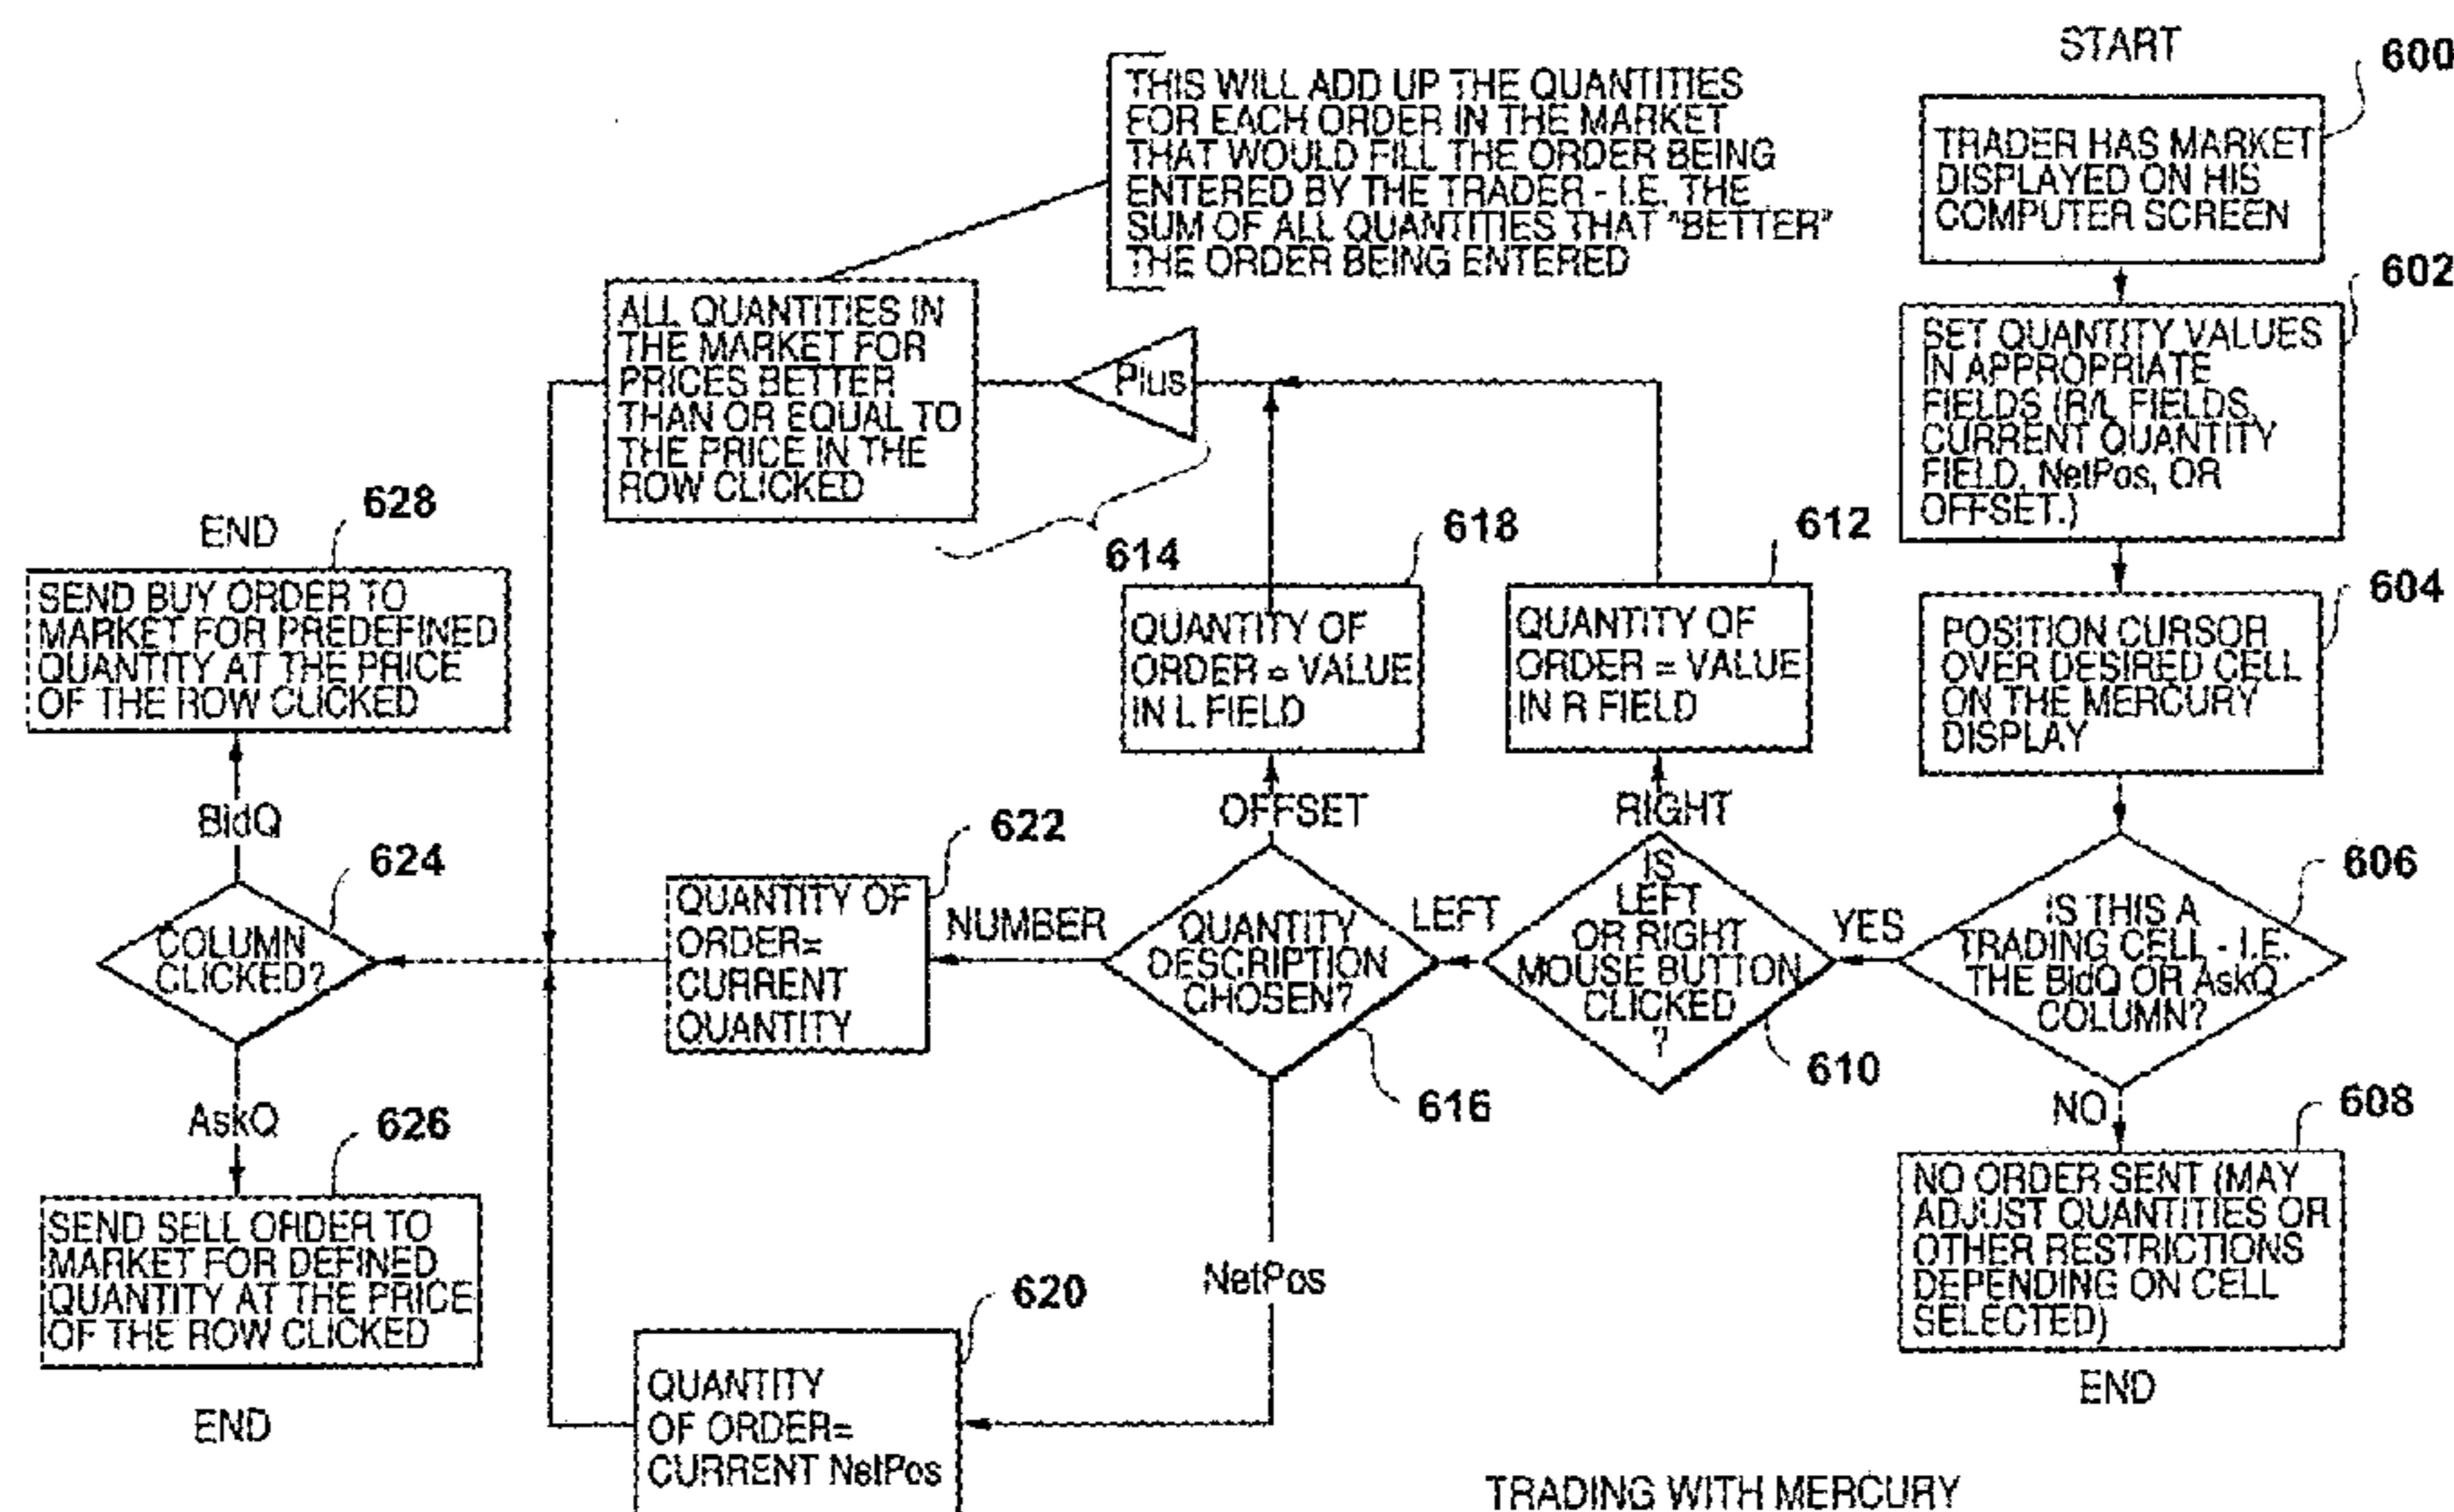 START
600
TRADER HAS MARKET
DISPLAYED ON HIS
COMPUTER SCREEN
602
SET QUANTITY VALUES
IN APPROPRIATE
FIELDS (R/L FIELDS,
CURRENT QUANTITY
FIELD, NetPos, OR
OFFSET.)
604
POSITION CURSOR
OVER DESIRED CELL
ON THE MERCURY
DISPLAY
606
IS THIS A
TRADING CELL - I.E.
THE BidQ OR AskQ
COLUMN?
NO
608
NO ORDER SENT (MAY
ADJUST QUANTITIES OR
OTHER RESTRICTIONS
DEPENDING ON CELL
SELECTED)
END
YES
IS
LEFT
OR RIGHT
MOUSE BUTTON
CLICKED
?
610
RIGHT
612
QUANTITY OF
ORDER = VALUE
IN R FIELD
LEFT
QUANTITY
DESCRIPTION
CHOSEN?
616
OFFSET
618
QUANTITY OF
ORDER = VALUE
IN L FIELD
614
Plus
ALL QUANTITIES IN
THE MARKET FOR
PRICES BETTER
THAN OR EQUAL TO
THE PRICE IN THE
ROW CLICKED
THIS WILL ADD UP THE QUANTITIES
FOR EACH ORDER IN THE MARKET
THAT WOULD FILL THE ORDER BEING
ENTERED BY THE TRADER - I.E. THE
SUM OF ALL QUANTITIES THAT "BETTER"
THE ORDER BEING ENTERED
NUMBER
622
QUANTITY OF
ORDER=
CURRENT
QUANTITY
NetPos
620
QUANTITY
OF ORDER=
CURRENT NetPos
624
COLUMN
CLICKED?
BidQ
628
END
SEND BUY ORDER TO
MARKET FOR PREDEFINED
QUANTITY AT THE PRICE
OF THE ROW CLICKED
AskQ
626
SEND SELL ORDER TO
MARKET FOR DEFINED
QUANTITY AT THE PRICE
OF THE ROW CLICKED
END
TRADING WITH MERCURY